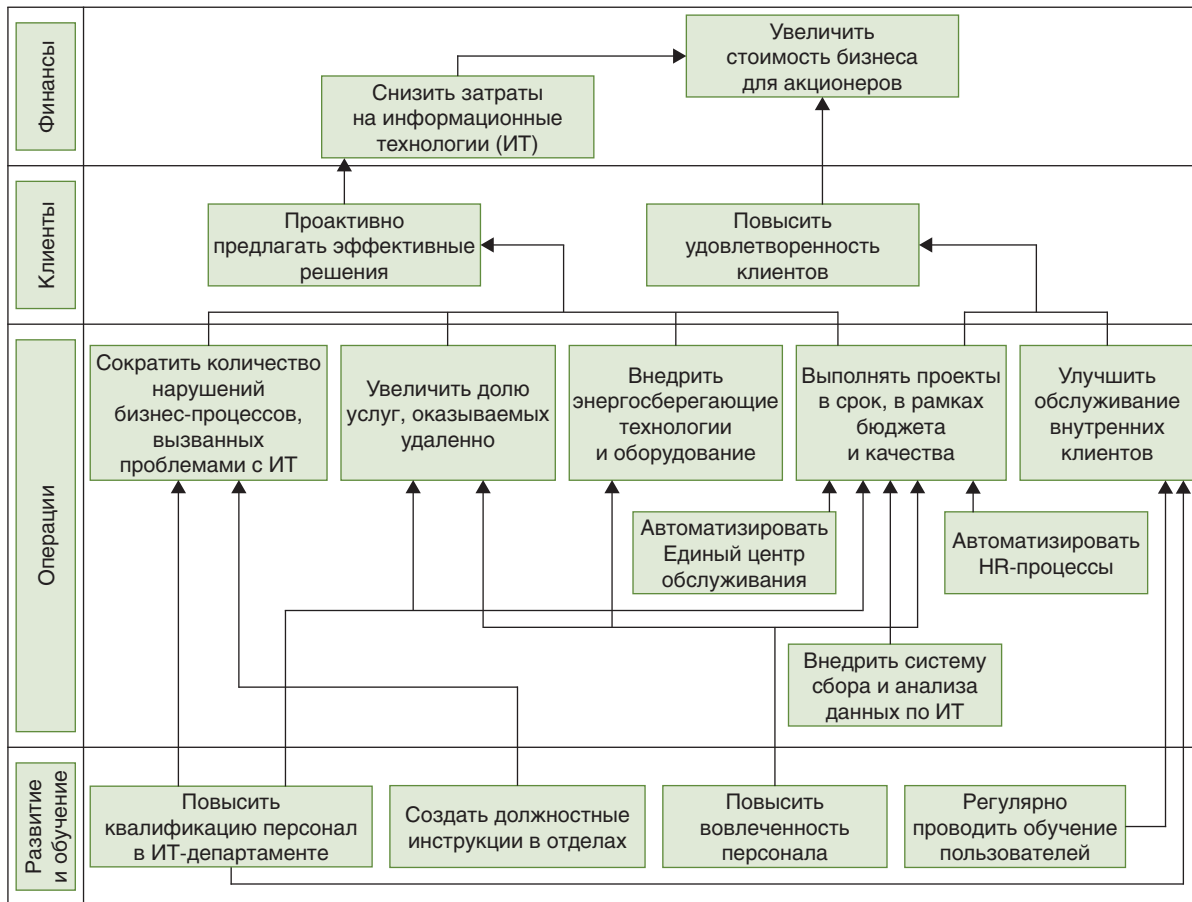 Финансы
Увеличить
стоимость бизнеса
для акционеров
Снизить затраты
на информационные
технологии (ИТ)
Клиенты
Проактивно
предлагать эффективные
решения
Повысить
удовлетворенность
клиентов
Операции
Сократить количество
нарушений
бизнес-процессов,
вызванных
проблемами с ИТ
Увеличить долю
услуг, оказываемых
удаленно
Внедрить
энергосберегающие
технологии
и оборудование
Выполнять проекты
в срок, в рамках
бюджета
и качества
Улучшить
обслуживание
внутренних
клиентов
Автоматизировать
Единый центр
обслуживания
Автоматизировать
HR-процессы
Внедрить систему
сбора и анализа
данных по ИТ
Развитие
и обучение
Повысить
квалификацию персонал
в ИТ-департаменте
Создать должностные
инструкции в отделах
Повысить
вовлеченность
персонала
Регулярно
проводить обучение
пользователей